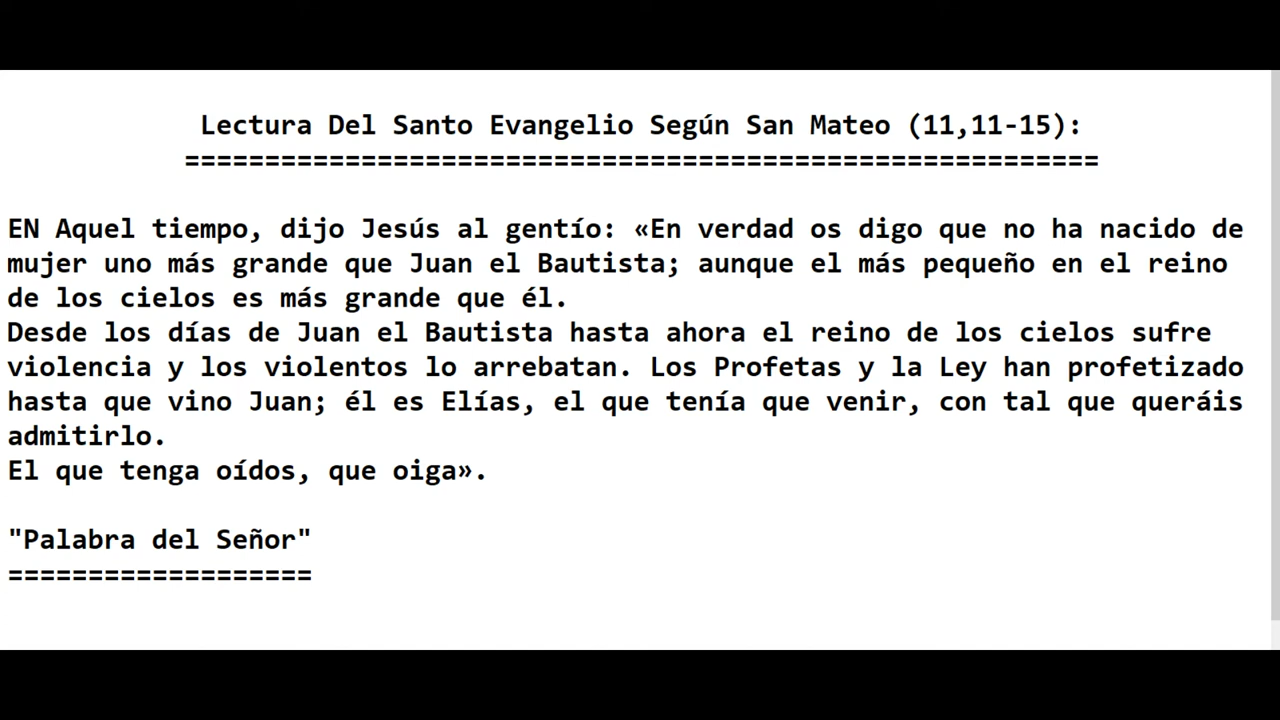 Lectura Del Santo Evangelio Según San Mateo (11,11-15):
=========================================================
EN Aquel tiempo, dijo Jesús al gentío: «En verdad os digo que no ha nacido de
mujer uno más grande que Juan el Bautista; aunque el más pequeño en el reino
de los cielos es más grande que él.
Desde los días de Juan el Bautista hasta ahora el reino de los cielos sufre
violencia y los violentos lo arrebatan. Los Profetas y la Ley han profetizado
hasta que vino Juan; él es Elías, el que tenía que venir, con tal que queráis
admitirlo.
El que tenga oídos, que oiga».
"Palabra del Señor"
===================